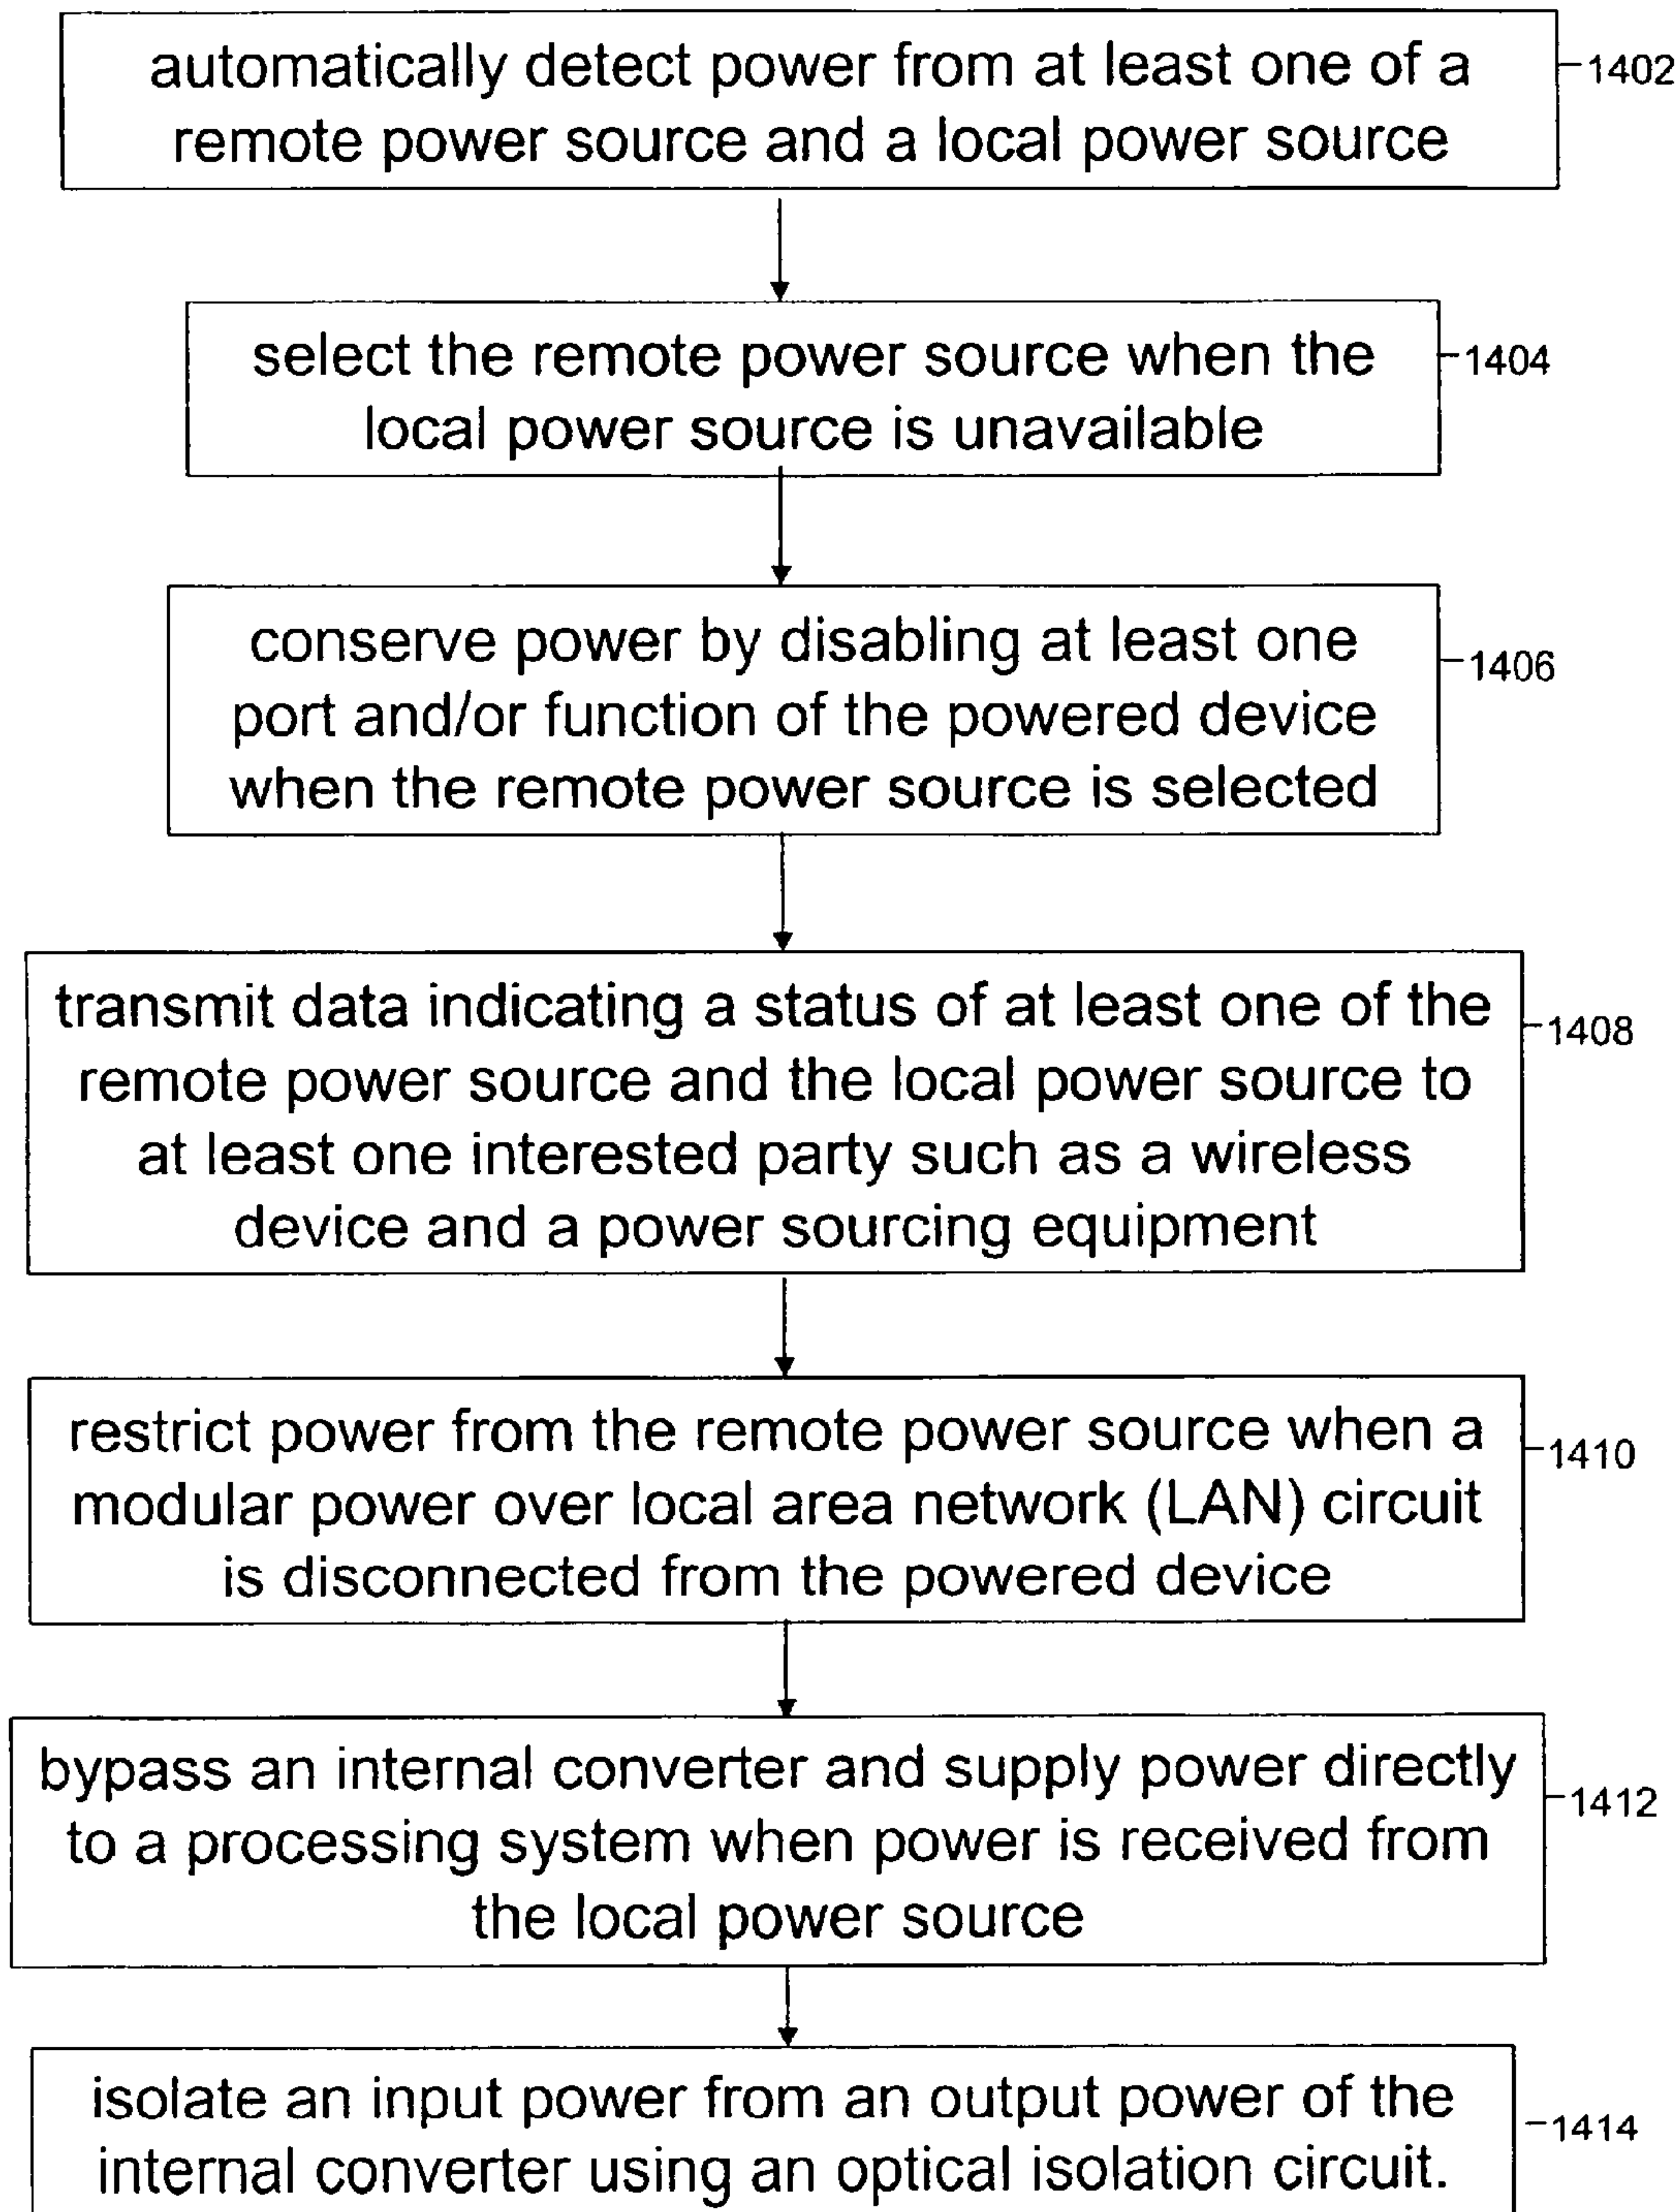 automatically detect power from at least one of a
remote power source and a local power source
1402
select the remote power source when the
local power source is unavailable
1404
conserve power by disabling at least one
port and/or function of the powered device
when the remote power source is selected
1406
transmit data indicating a status of at least one of the
remote power source and the local power source to
at least one interested party such as a wireless
device and a power sourcing equipment
1408
restrict power from the remote power source when a
modular power over local area network (LAN) circuit
is disconnected from the powered device
1410
bypass an internal converter and supply power directly
to a processing system when power is received from
the local power source
1412
isolate an input power from an output power of the
internal converter using an optical isolation circuit.
1414